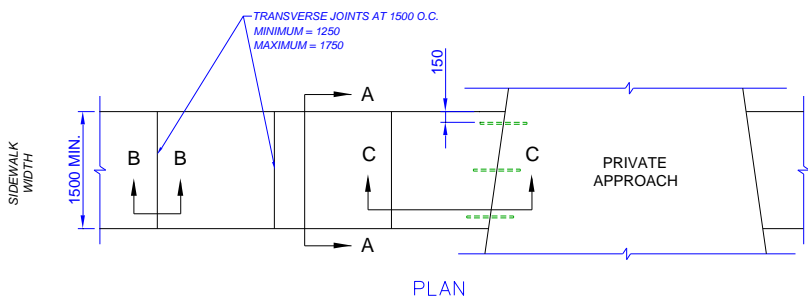 TRANSVERSE JOINTS AT 1500 O.C.
MINIMUM = 1250
MAXIMUM = 1750
150
A
SIDEWALK
WIDTH
1500 MIN.
B B
C C
PRIVATE
APPROACH
A
PLAN